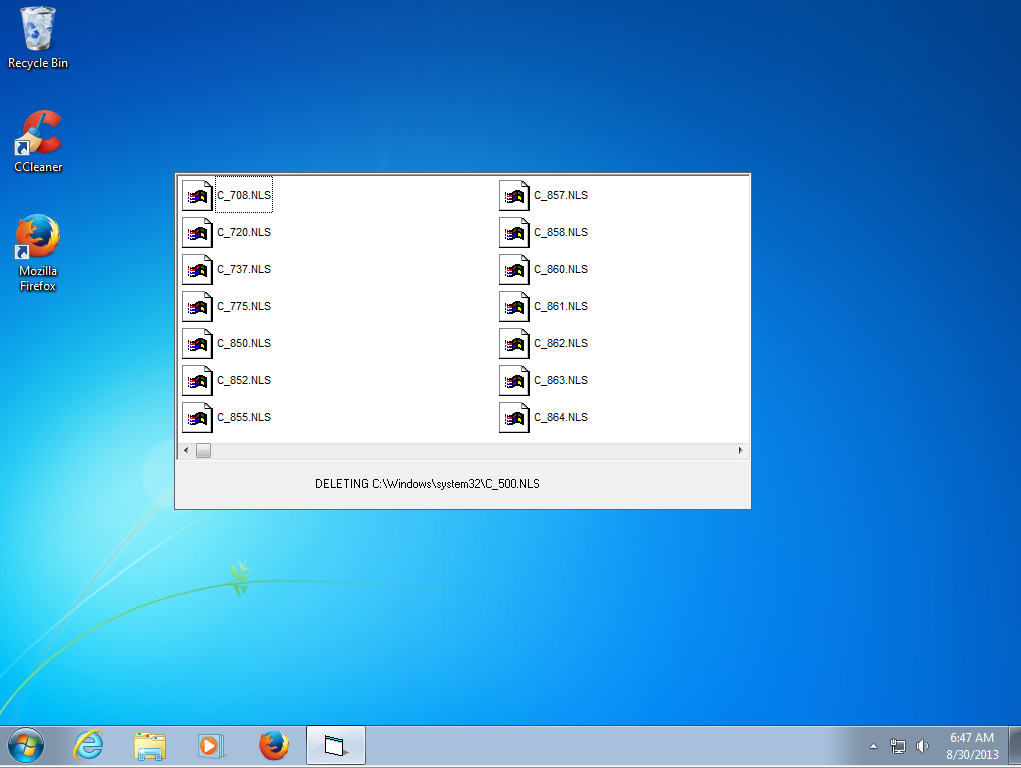 Recycle Bin
CCleaner
Mozilla
Firefox
C_708.NLS
C_720.NLS
C_737.NLS
C_775.NLS
C_850.NLS
C_852.NLS
C_855.NLS
C_857.NLS
C_858.NLS
C_860.NLS
C_861.NLS
C_862.NLS
C_863.NLS
C_864.NLS
DELETING C:\Windows\system32\C_500.NLS
6:47 AM
8/30/2013